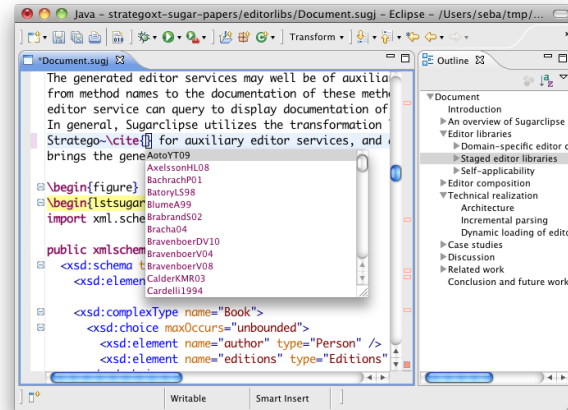 Java – strategoxt-sugar-papers/editorlibs/Document.sugj – Eclipse – /Users/seba/tmp/...
Transform
*Document.sugj
The generated editor services may well be of auxilia
from method names to the documentation of these meth
editor service can query to display documentation of
In general, Sugarclipse utilizes the transformation
Stratego~\cite{} for auxiliary editor services, and
brings the gene
\begin{figure}
\begin{lstsugar
import xml.sche
public xmlschem
<xsd:schema t
<xsd:elemen
<xsd:complexType name="Book">
<xsd:choice maxOccurs="unbounded">
<xsd:element name="author" type="Person" />
<xsd:element name="editions" type="Editions"
AotoYT09
AxelssonHL08
BachrachP01
BatoryLS98
BlumeA99
BrabrandS02
Bracha04
BravenboerDV10
BravenboerV04
BravenboerV08
CalderKMR03
Cardelli1994
Outline
Document
Introduction
An overview of Sugarclipse
Editor libraries
Domain-specific editor c
Staged editor libraries
Self-applicability
Editor composition
Technical realization
Architecture
Incremental parsing
Dynamic loading of edito
Case studies
Discussion
Related work
Conclusion and future work
Writable
Smart Insert